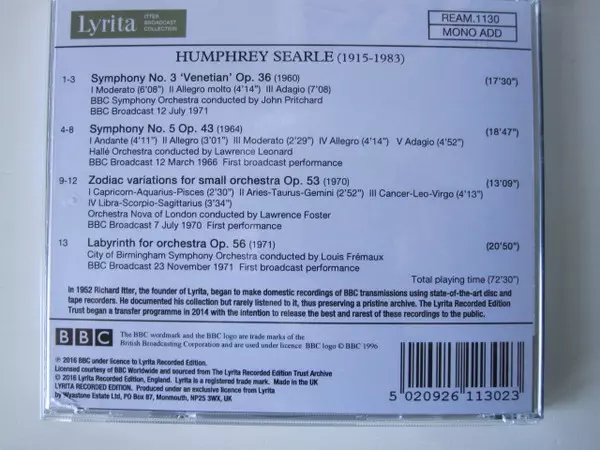 Lyrita
ITTER
BROADCAST
COLLECTION
REAM.1130
MONO ADD
HUMPHREY SEARLE (1915-1983)
1-3 Symphony No. 3 'Venetian' Op. 36 (1960) (17'30")
I Moderato (6'08") II Allegro molto (4'14") III Adagio (7'08")
BBC Symphony Orchestra conducted by John Pritchard
BBC Broadcast 12 July 1971
4-8 Symphony No. 5 Op. 43 (1964) (18'47")
I Andante (4'11") II Allegro (3'01") III Moderato (2'29") IV Allegro (4'14") V Adagio (4'52")
Hallé Orchestra conducted by Lawrence Leonard
BBC Broadcast 12 March 1966 First broadcast performance
9-12 Zodiac variations for small orchestra Op. 53 (1970) (13'09")
I Capricorn-Aquarius-Pisces (2'30") II Aries-Taurus-Gemini (2'52") III Cancer-Leo-Virgo (4'13")
IV Libra-Scorpio-Sagittarius (3'34")
Orchestra Nova of London conducted by Lawrence Foster
BBC Broadcast 7 July 1970 First performance
13 Labyrinth for orchestra Op. 56 (1971) (20'50")
City of Birmingham Symphony Orchestra conducted by Louis Frémaux
BBC Broadcast 23 November 1971 First broadcast performance
Total playing time (72'30")
In 1952 Richard Itter, the founder of Lyrita, began to make domestic recordings of BBC transmissions using state-of-the-art disc and
tape recorders. He documented his collection but rarely listened to it, thus preserving a pristine archive. The Lyrita Recorded Edition
Trust began a transfer programme in 2014 with the intention to release the best and rarest of these recordings to the public.
BBC
The BBC wordmark and the BBC logo are trade marks of the
British Broadcasting Corporation and are used under licence BBC logo © BBC 1996
℗ 2016 BBC under licence to Lyrita Recorded Edition.
Licensed courtesy of BBC Worldwide and sourced from The Lyrita Recorded Edition Trust Archive
© 2016 Lyrita Recorded Edition, England. Lyrita is a registered trade mark. Made in the UK
LYRITA RECORDED EDITION. Produced under an exclusive licence from Lyrita
by Wyastone Estate Ltd, PO Box 87, Monmouth, NP25 3WX, UK
5 020926 113023